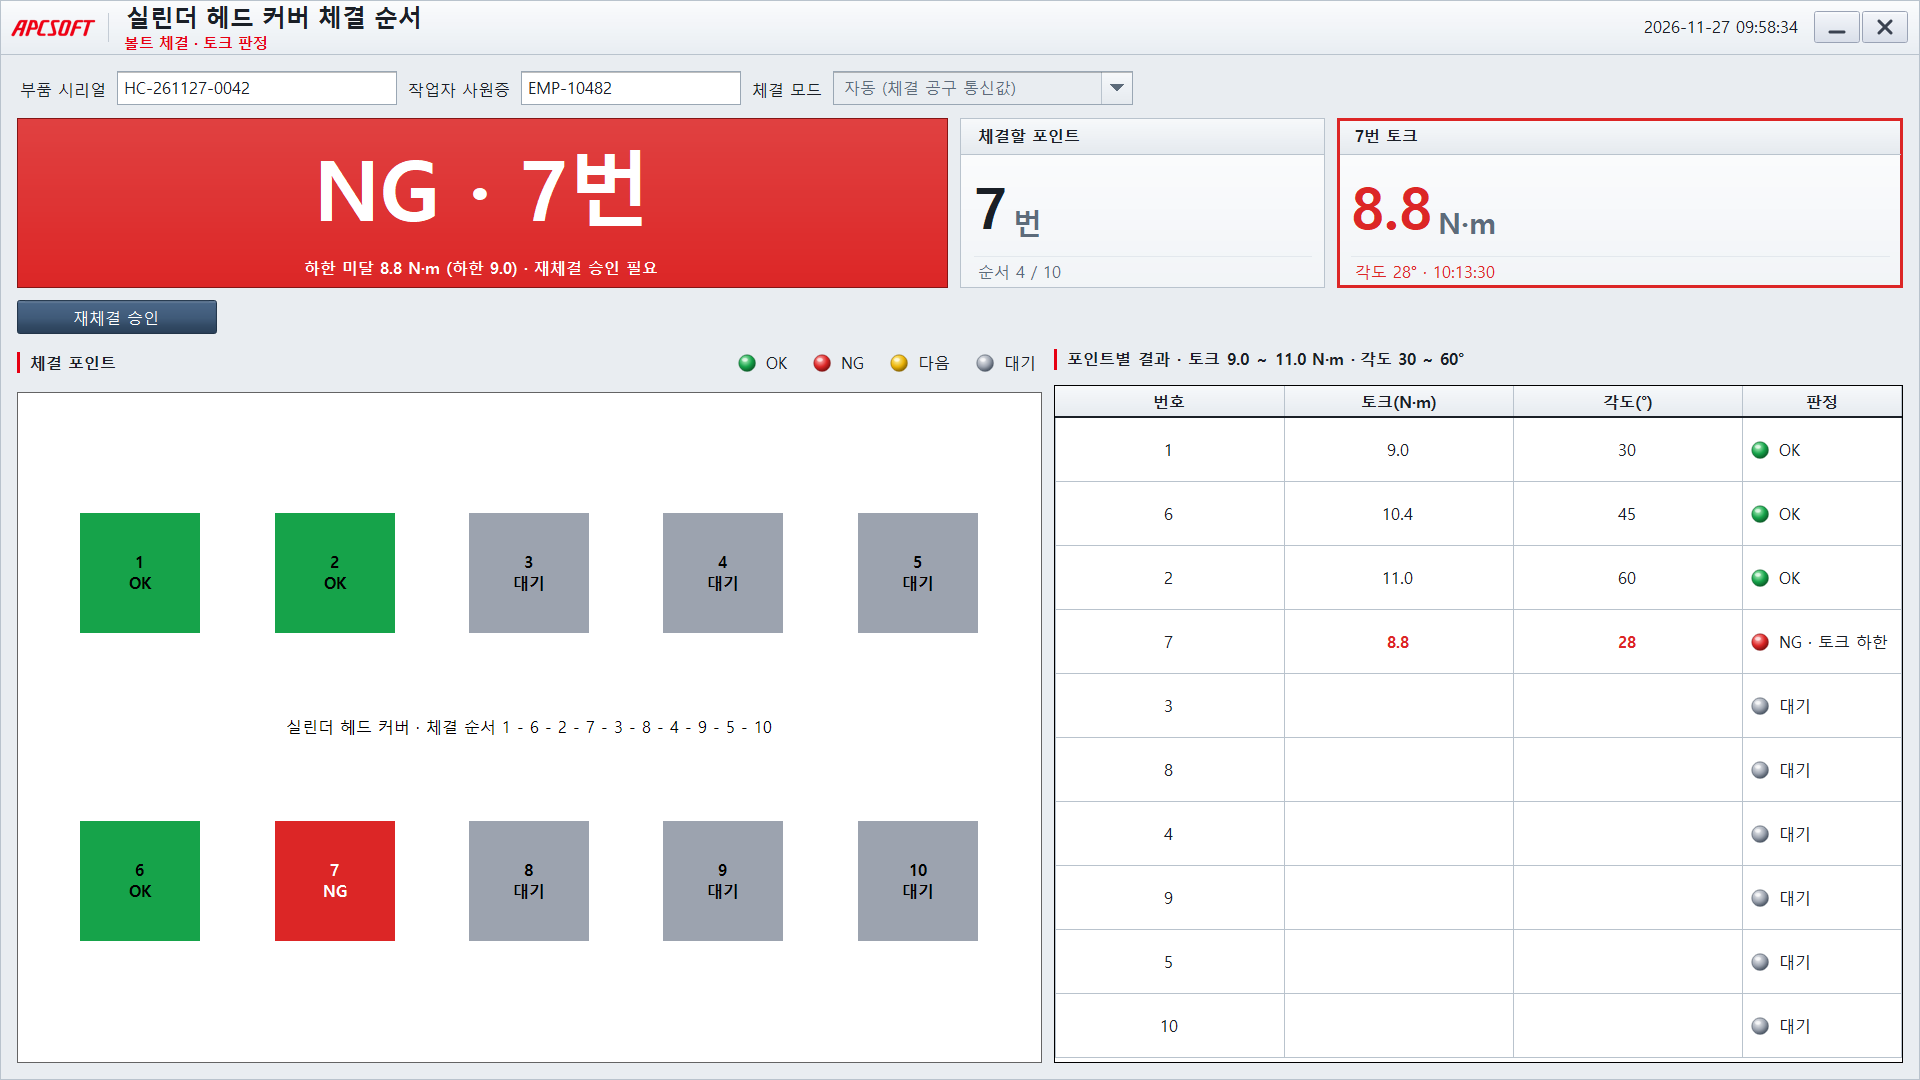 APCSOFT
실린더 헤드 커버 체결 순서
볼트 체결 · 토크 판정
2026-11-27 09:58:34
부품 시리얼 HC-261127-0042 작업자 사원증 EMP-10482 체결 모드 자동 (체결 공구 통신값)
NG · 7번
하한 미달 8.8 N·m (하한 9.0) · 재체결 승인 필요
체결할 포인트
7 번
순서 4 / 10
7번 토크
8.8 N·m
각도 28° · 10:13:30
재체결 승인
체결 포인트
OK NG 다음 대기
1
OK
2
OK
3
대기
4
대기
5
대기
실린더 헤드 커버 · 체결 순서 1 - 6 - 2 - 7 - 3 - 8 - 4 - 9 - 5 - 10
6
OK
7
NG
8
대기
9
대기
10
대기
포인트별 결과 · 토크 9.0 ~ 11.0 N·m · 각도 30 ~ 60°
번호 토크(N·m) 각도(°) 판정
1 9.0 30 OK
6 10.4 45 OK
2 11.0 60 OK
7 8.8 28 NG · 토크 하한
3 대기
8 대기
4 대기
9 대기
5 대기
10 대기